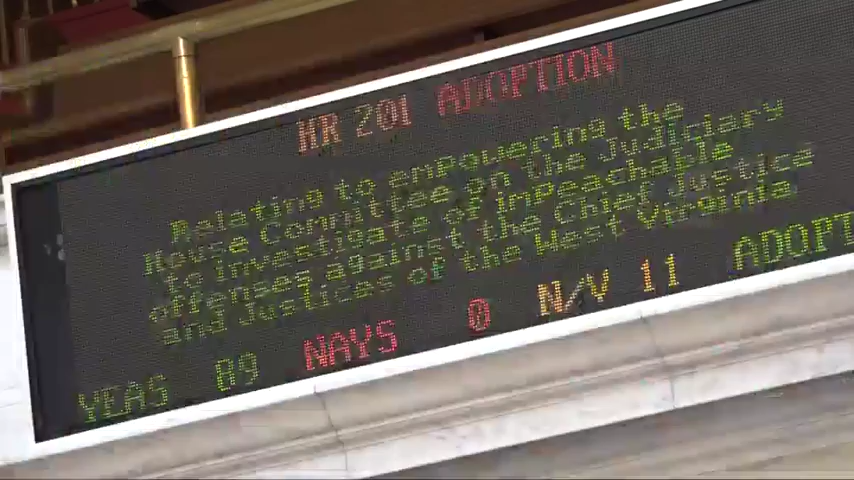 HR 201 ADOPTION
Relating to empowering the
House Committee on the Judiciary
to investigate of impeachable
offenses against the Chief Justice
and Justices of the West Virginia
YEAS 89 NAYS 0 N/V 11 ADOPT